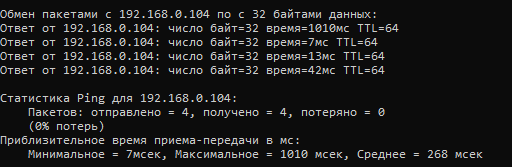 Обмен пакетами с 192.168.0.104 по с 32 байтами данных:
Ответ от 192.168.0.104: число байт=32 время=1010мс TTL=64
Ответ от 192.168.0.104: число байт=32 время=7мс TTL=64
Ответ от 192.168.0.104: число байт=32 время=13мс TTL=64
Ответ от 192.168.0.104: число байт=32 время=42мс TTL=64
Статистика Ping для 192.168.0.104:
Пакетов: отправлено = 4, получено = 4, потеряно = 0
(0% потерь)
Приблизительное время приема-передачи в мс:
Минимальное = 7мсек, Максимальное = 1010 мсек, Среднее = 268 мсек